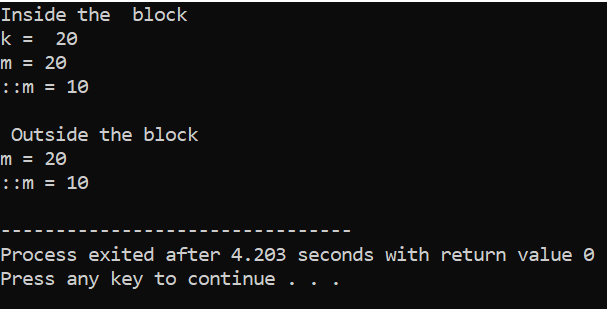 Inside the  block
k =  20
m = 20
::m = 10
 Outside the block
m = 20
::m = 10
--------------------------------
Process exited after 4.203 seconds with return value 0
Press any key to continue . . .